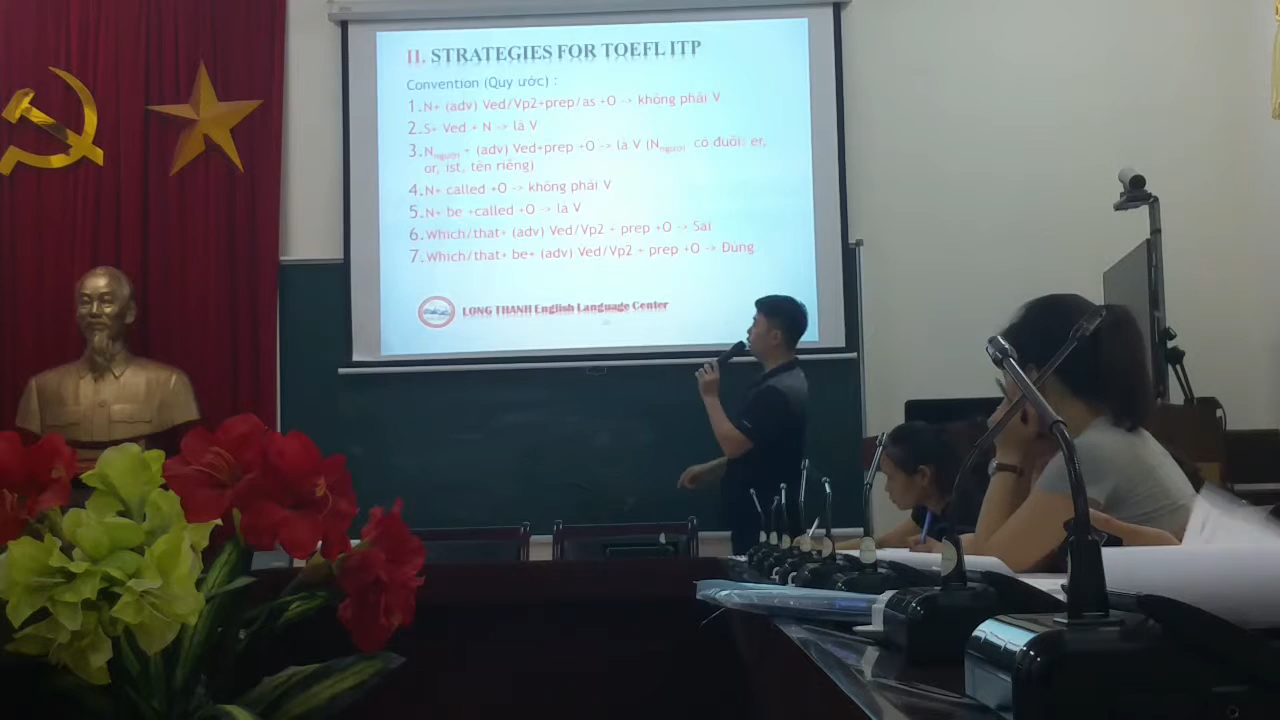 II. STRATEGIES FOR TOEFL ITP
Convention (Quy ước) :
1. N+ (adv) Ved/Vp2+prep/as +O -> không phải V
2. S+ Ved + N -> là V
3. Nngười + (adv) Ved+prep +O -> là V (Nngười có đuôi: er,
or, ist, tên riêng)
4. N+ called +O -> không phải V
5. N+ be +called +O -> là V
6. Which/that+ (adv) Ved/Vp2 + prep +O -> Sai
7. Which/that+ be+ (adv) Ved/Vp2 + prep +O -> Đúng
LONG THANH English Language Center